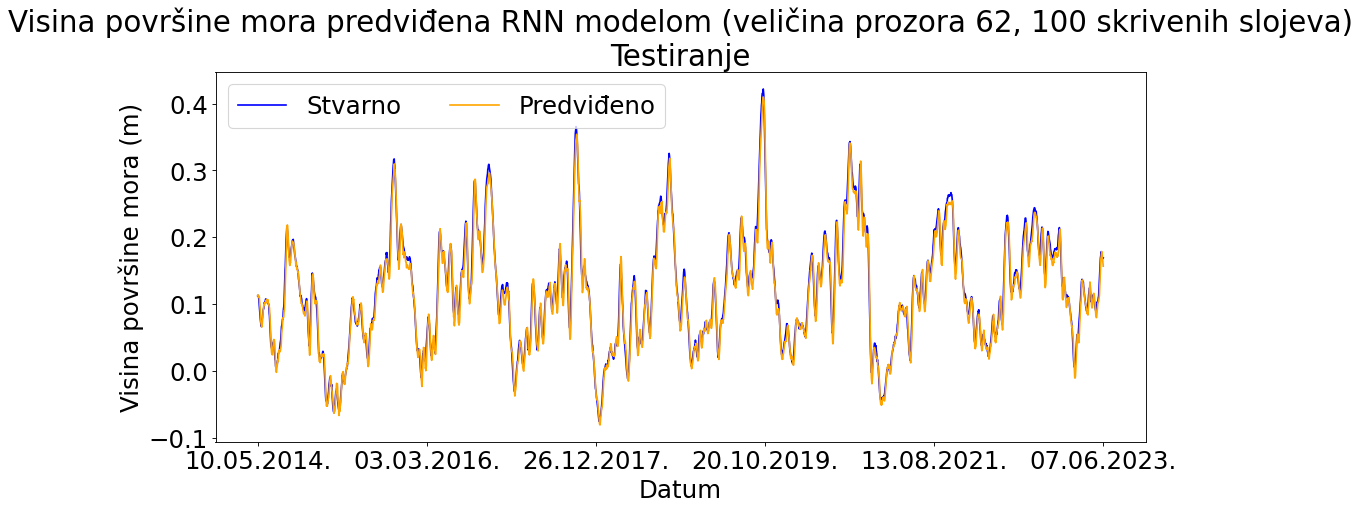 Visina površine mora predviđena RNN modelom (veličina prozora 62, 100 skrivenih slojeva)
Testiranje
Stvarno
Predviđeno
Visina površine mora (m)
0.4
0.3
0.2
0.1
0.0
−0.1
10.05.2014.
03.03.2016.
26.12.2017.
20.10.2019.
13.08.2021.
07.06.2023.
Datum